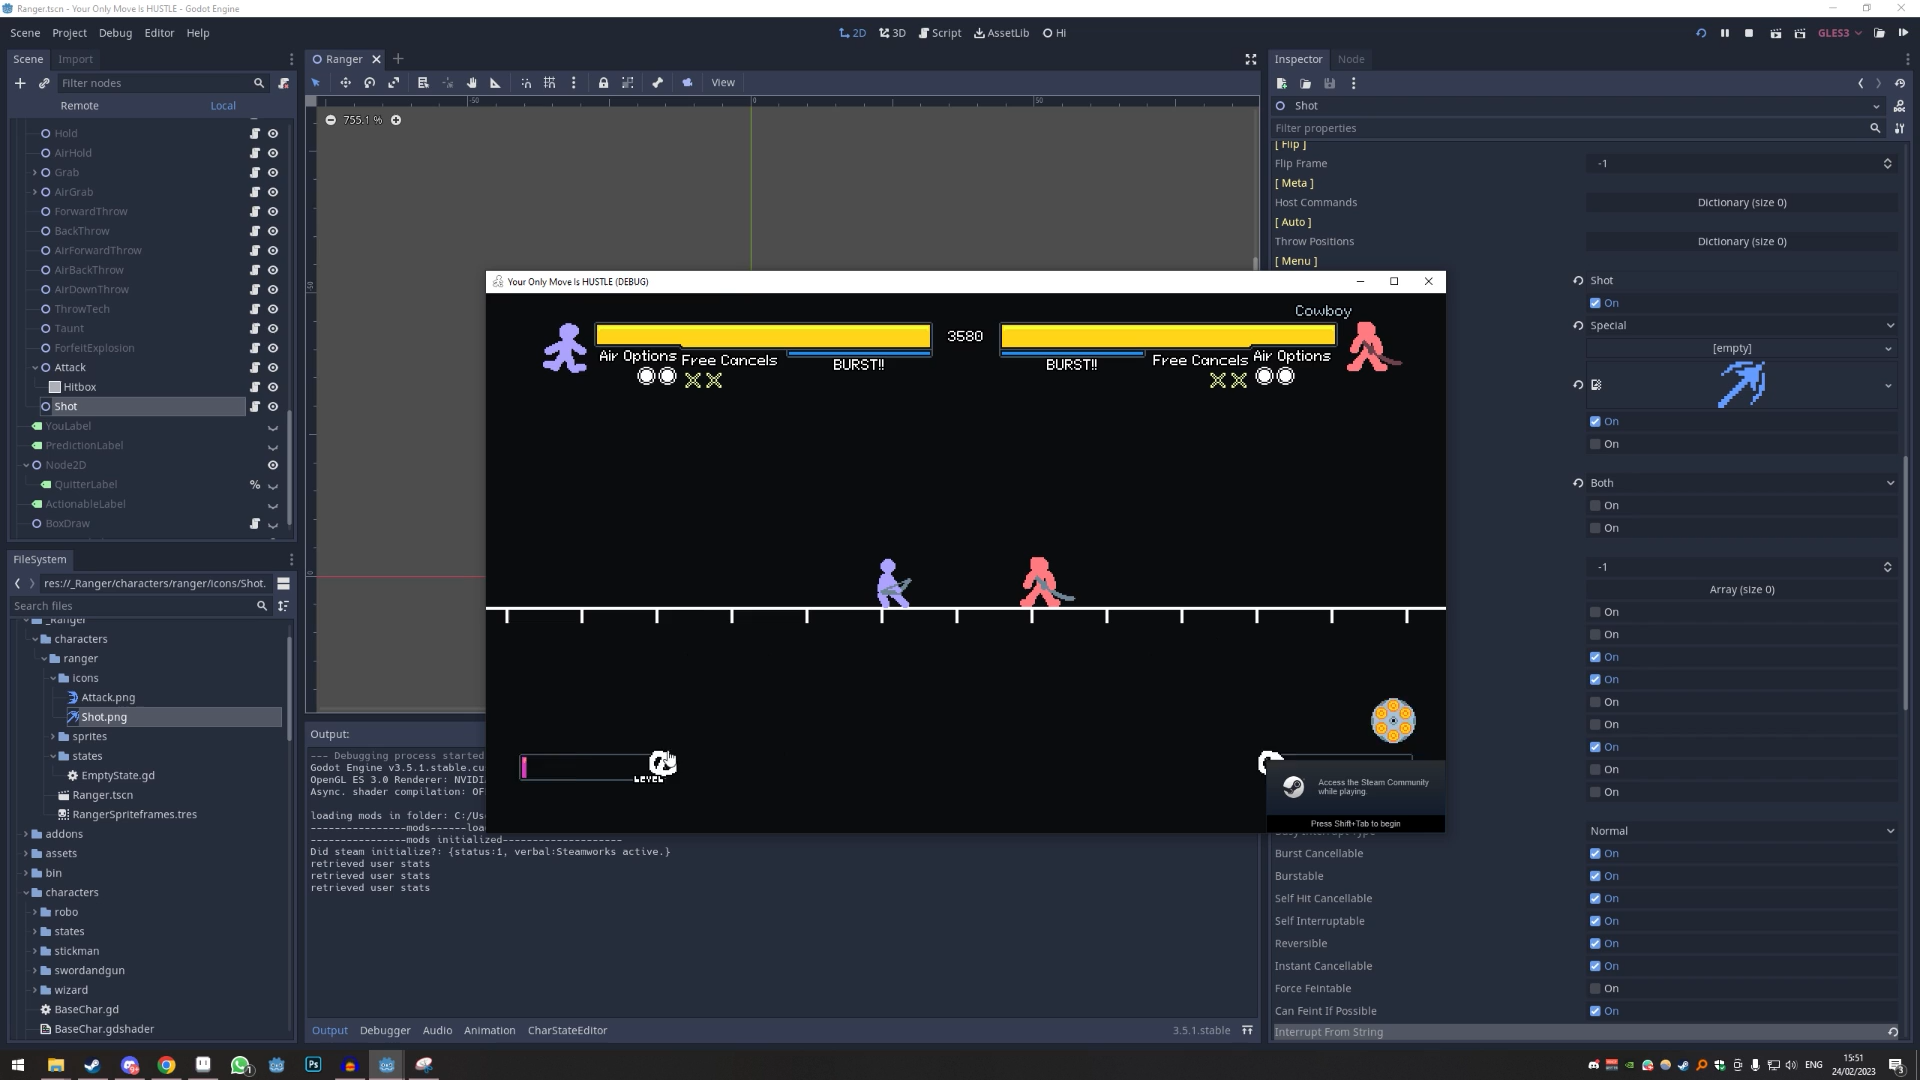 Ranger.tscn - Your Only Move Is HUSTLE - Godot Engine
Scene Project Debug Editor Help
2D 3D Script AssetLib Hi
GLES3
Scene Import
Filter nodes
Remote Local
Hold
AirHold
Grab
AirGrab
ForwardThrow
BackThrow
AirForwardThrow
AirBackThrow
AirDownThrow
ThrowTech
Taunt
ForfeitExplosion
Attack
Hitbox
Shot
YouLabel
PredictionLabel
Node2D
QuitterLabel %
ActionableLabel
BoxDraw
FileSystem
res://_Ranger/characters/ranger/icons/Shot.
Search files
_Ranger
characters
ranger
icons
Attack.png
Shot.png
sprites
states
EmptyState.gd
Ranger.tscn
RangerSpriteframes.tres
addons
assets
bin
characters
robo
states
stickman
swordandgun
wizard
BaseChar.gd
BaseChar.gdshader
Ranger
View
-50 0 50
755.1 %
Your Only Move Is HUSTLE (DEBUG)
Cowboy
3580
Air Options Free Cancels BURST!!
BURST!! Free Cancels Air Options
LEVEL
Access the Steam Community
while playing.
Press Shift+Tab to begin
Output:
--- Debugging process started
Godot Engine v3.5.1.stable.cu
OpenGL ES 3.0 Renderer: NVIDI
Async. shader compilation: OF
loading mods in folder: C:/Us
-----------------mods------loa
-----------------mods initialized--------------------
Did steam initialize?: {status:1, verbal:Steamworks active.}
retrieved user stats
retrieved user stats
retrieved user stats
Output Debugger Audio Animation CharStateEditor
3.5.1.stable
Inspector Node
Shot
Filter properties
[ Flip ]
Flip Frame -1
[ Meta ]
Host Commands Dictionary (size 0)
[ Auto ]
Throw Positions Dictionary (size 0)
[ Menu ]
Shot
On
Special
[empty]
On
On
Both
On
On
-1
Array (size 0)
On
On
On
On
On
On
On
On
On
Normal
Burst Cancellable On
Burstable On
Self Hit Cancellable On
Self Interruptable On
Reversible On
Instant Cancellable On
Force Feintable On
Can Feint If Possible On
Interrupt From String
ENG
15:51
24/02/2023